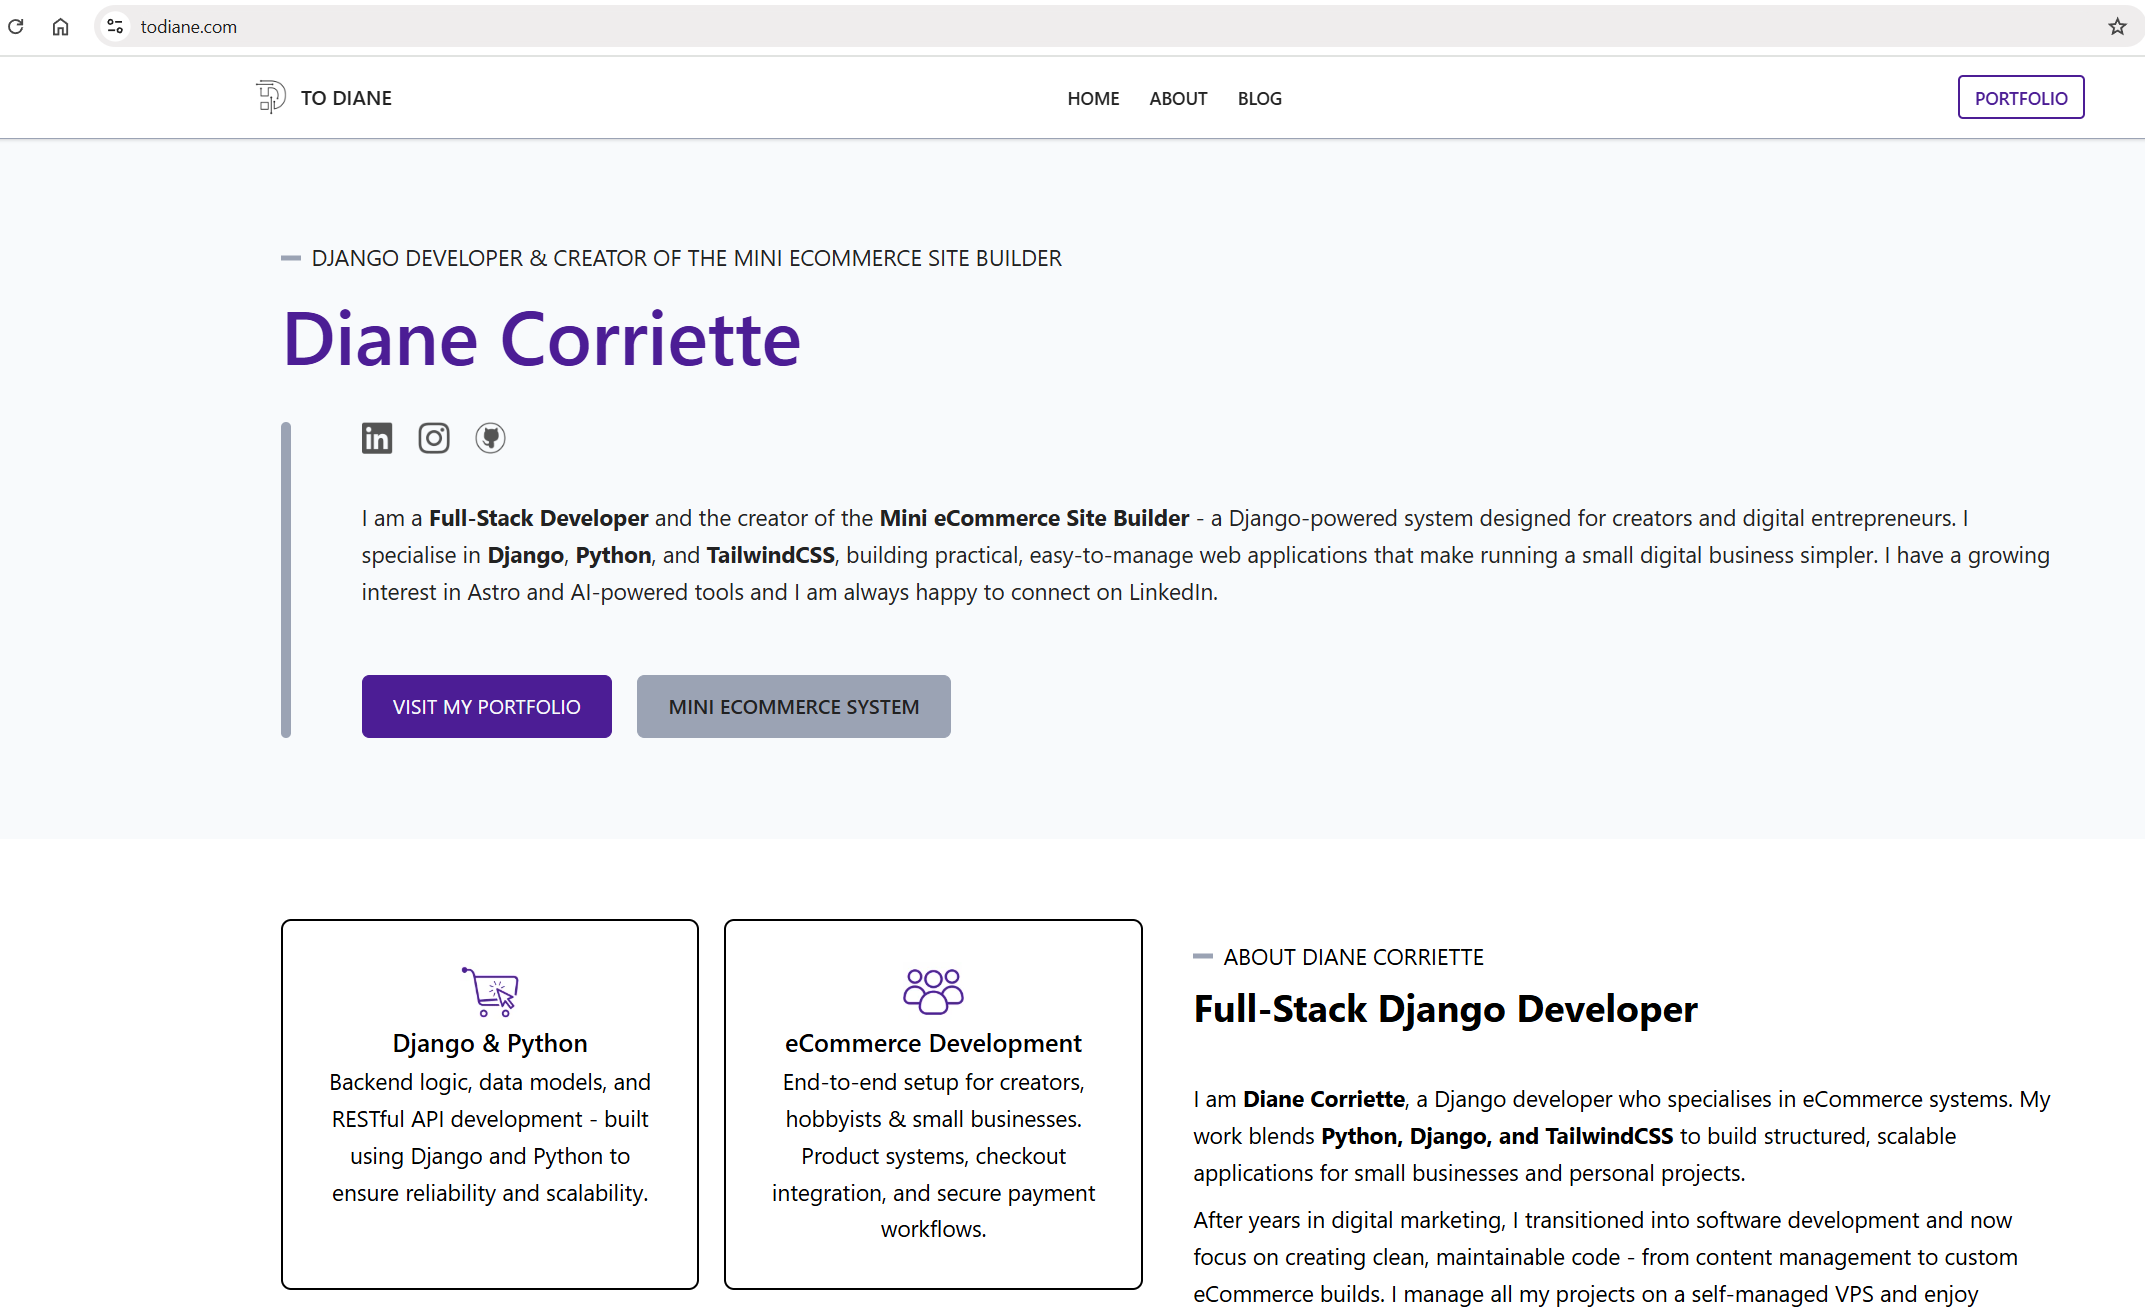 todiane.com
TO DIANE
HOME ABOUT BLOG
PORTFOLIO
DJANGO DEVELOPER & CREATOR OF THE MINI ECOMMERCE SITE BUILDER
Diane Corriette
I am a Full-Stack Developer and the creator of the Mini eCommerce Site Builder - a Django-powered system designed for creators and digital entrepreneurs. I
specialise in Django, Python, and TailwindCSS, building practical, easy-to-manage web applications that make running a small digital business simpler. I have a growing
interest in Astro and AI-powered tools and I am always happy to connect on LinkedIn.
VISIT MY PORTFOLIO
MINI ECOMMERCE SYSTEM
Django & Python
Backend logic, data models, and
RESTful API development - built
using Django and Python to
ensure reliability and scalability.
eCommerce Development
End-to-end setup for creators,
hobbyists & small businesses.
Product systems, checkout
integration, and secure payment
workflows.
ABOUT DIANE CORRIETTE
Full-Stack Django Developer
I am Diane Corriette, a Django developer who specialises in eCommerce systems. My
work blends Python, Django, and TailwindCSS to build structured, scalable
applications for small businesses and personal projects.
After years in digital marketing, I transitioned into software development and now
focus on creating clean, maintainable code - from content management to custom
eCommerce builds. I manage all my projects on a self-managed VPS and enjoy